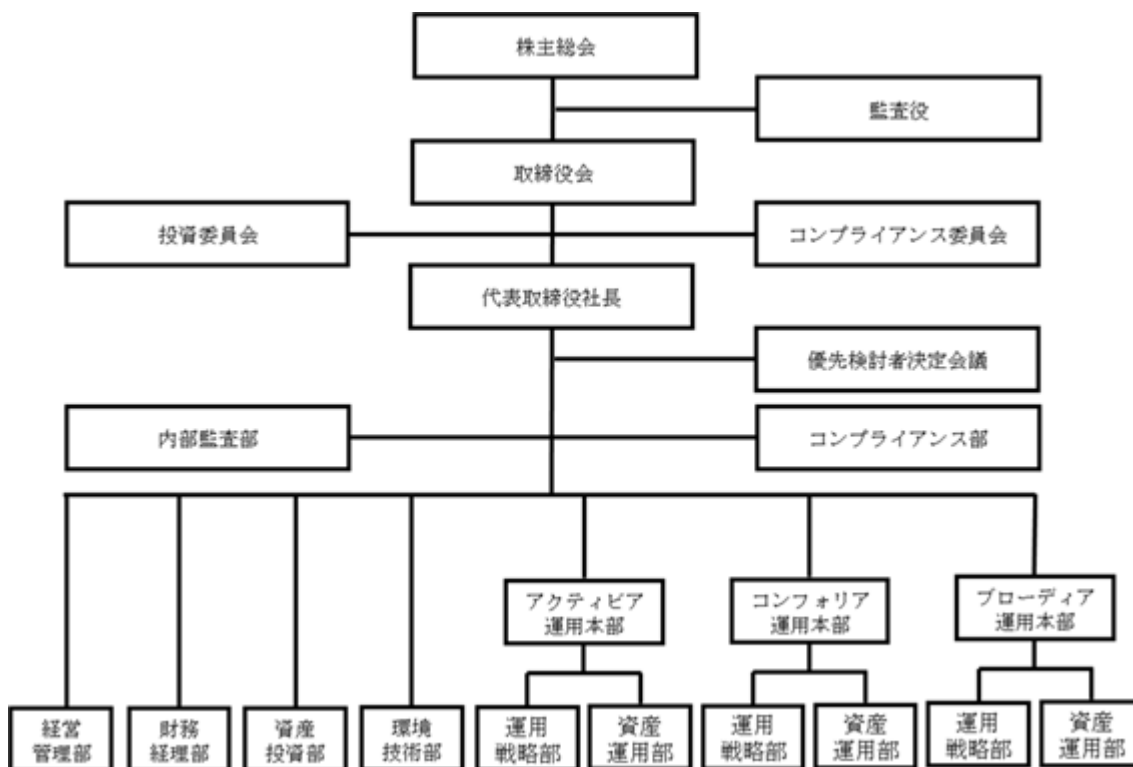 株主総会
監査役
取締役会
投資委員会
コンプライアンス委員会
代表取締役社長
優先検討者決定会議
内部監査部
コンプライアンス部
アクティビア
運用本部
コンフォリア
運用本部
ブローディア
運用本部
経営
管理部
財務
経理部
資産
投資部
環境
技術部
運用
戦略部
資産
運用部
運用
戦略部
資産
運用部
運用
戦略部
資産
運用部